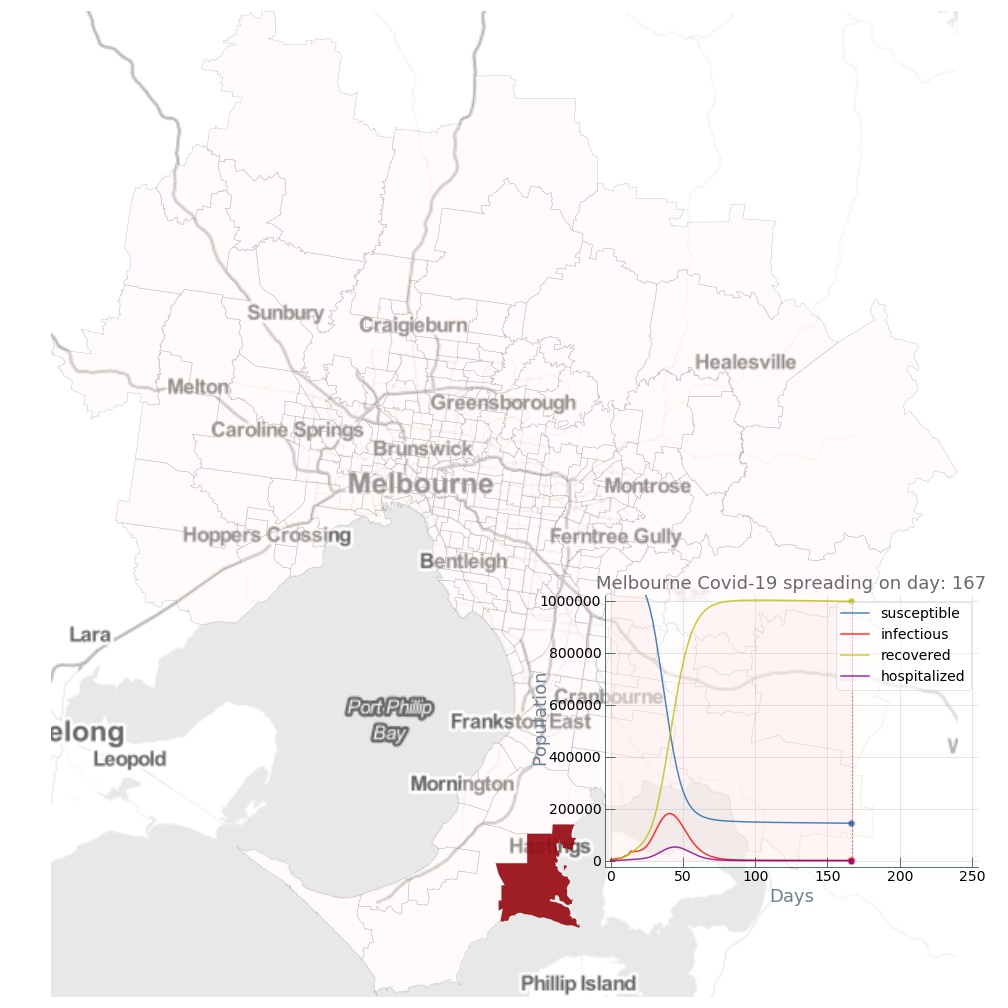 Sunbury
Craigieburn
Healesville
Melton
Greensborough
Caroline Springs
Brunswick
Melbourne
Montrose
Hoppers Crossing
Ferntree Gully
Bentleigh
Melbourne Covid-19 spreading on day: 167
1000000
susceptible
infectious
recovered
hospitalized
800000
600000
400000
200000
0
Population
0 50 100 150 200 250
Days
Lara
Cranbourne
Port Phillip
Bay
Frankston East
elong
Leopold
W
Mornington
Hastings
Phillip Island